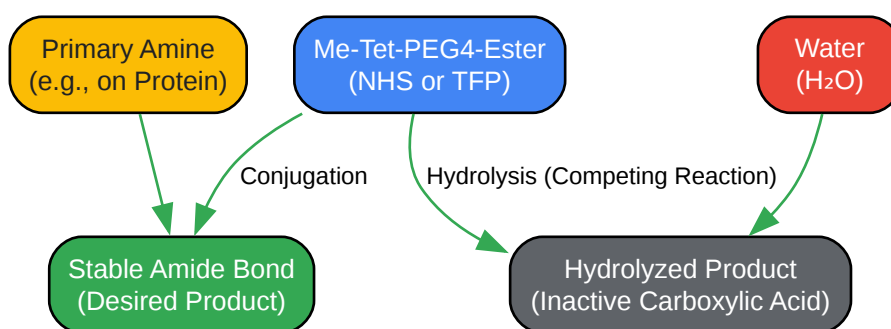 Primary Amine
(e.g., on Protein)
Me-Tet-PEG4-Ester
(NHS or TFP)
Water
(H₂O)
Conjugation
Hydrolysis (Competing Reaction)
Stable Amide Bond
(Desired Product)
Hydrolyzed Product
(Inactive Carboxylic Acid)